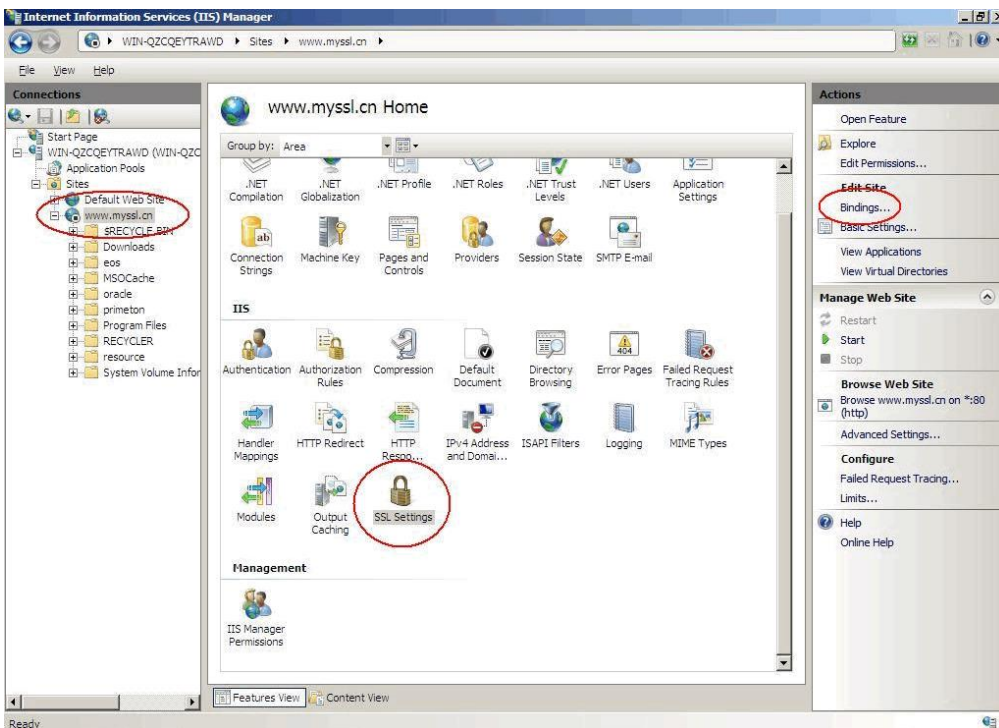 Internet Information Services (IIS) Manager
WIN-QZCQEYTRAWD Sites www.myssl.cn
File View Help
Connections
Start Page
WIN-QZCQEYTRAWD (WIN-QZC
Application Pools
Sites
Default Web Site
www.myssl.cn
$RECYCLE.BIN
Downloads
eos
MSOCache
oracle
primeton
Program Files
RECYCLER
resource
System Volume Infor
www.myssl.cn Home
Group by: Area
.NET Compilation
.NET Globalization
.NET Profile
.NET Roles
.NET Trust Levels
.NET Users
Application Settings
ab
Connection Strings
Machine Key
Pages and Controls
Providers
Session State
SMTP E-mail
IIS
Authentication
Authorization Rules
Compression
Default Document
Directory Browsing
404
Error Pages
Failed Request Tracing Rules
Handler Mappings
HTTP Redirect
HTTP Respo...
IPv4 Address and Domai...
ISAPI Filters
Logging
MIME Types
Modules
Output Caching
SSL Settings
Management
IIS Manager Permissions
Features View
Content View
Actions
Open Feature
Explore
Edit Permissions...
Edit Site
Bindings...
Basic Settings...
View Applications
View Virtual Directories
Manage Web Site
Restart
Start
Stop
Browse Web Site
Browse www.myssl.cn on *:80
(http)
Advanced Settings...
Configure
Failed Request Tracing...
Limits...
Help
Online Help
Ready